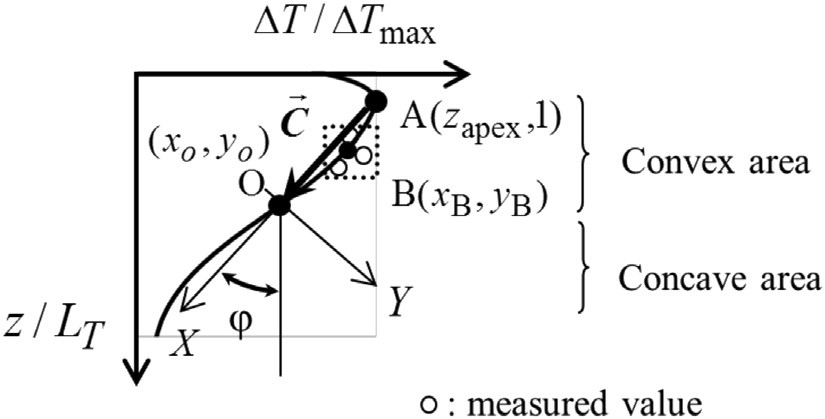 ΔT / ΔTmax
C⃗
A(zapex,1)
(xo, yo)
Convex area
O
B(xB, yB)
Concave area
z / LT
X
φ
Y
: measured value